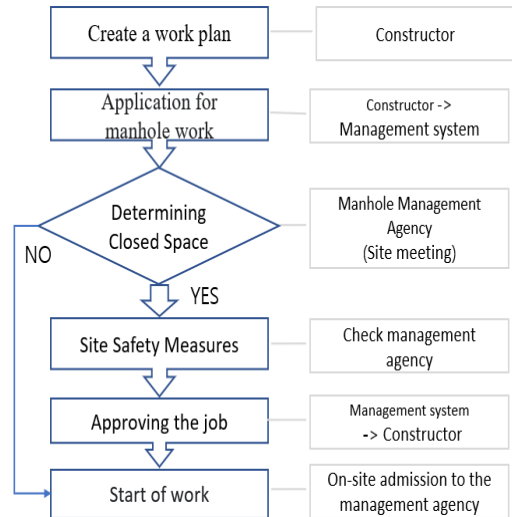 Create a work plan
Constructor
Application for
manhole work
Constructor ->
Management system
Determining
Closed Space
Manhole Management
Agency
(Site meeting)
NO
YES
Site Safety Measures
Check management
agency
Approving the job
Management system
-> Constructor
Start of work
On-site admission to the
management agency